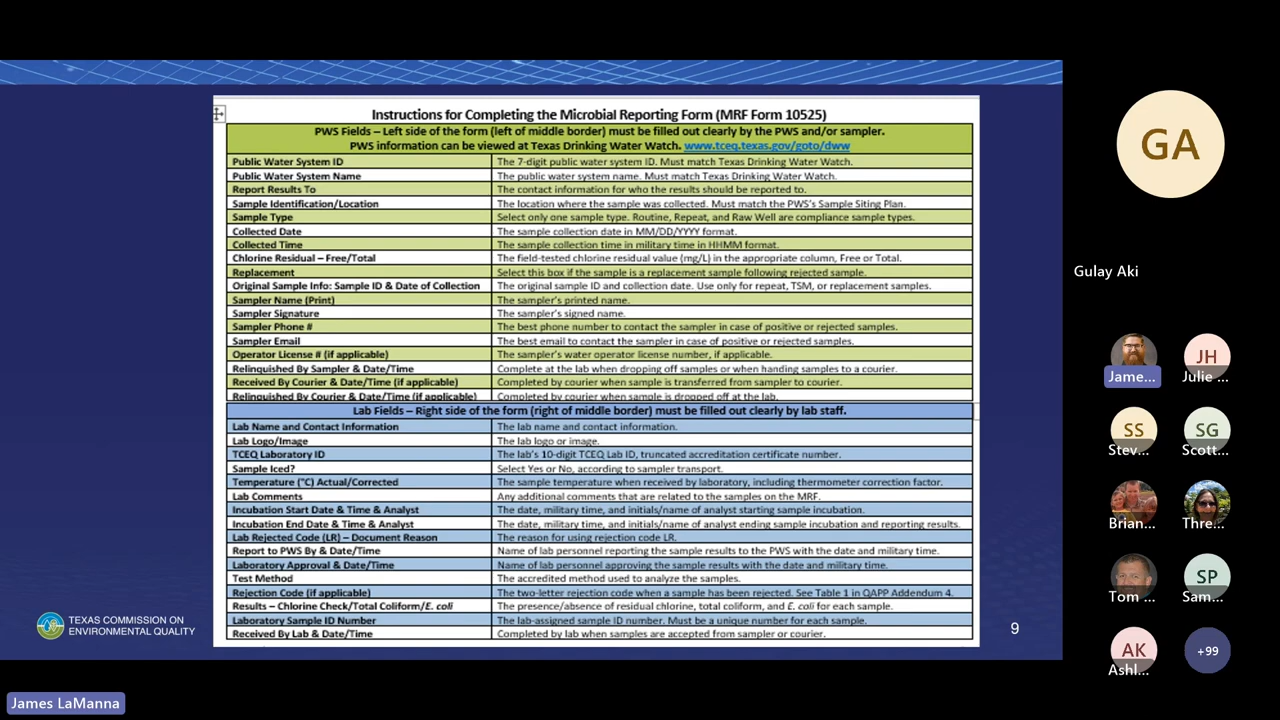 Instructions for Completing the Microbial Reporting Form (MRF Form 10525)
PWS Fields – Left side of the form (left of middle border) must be filled out clearly by the PWS and/or sampler.
PWS information can be viewed at Texas Drinking Water Watch. www.tceq.texas.gov/goto/dww
Public Water System ID The 7-digit public water system ID. Must match Texas Drinking Water Watch.
Public Water System Name The public water system name. Must match Texas Drinking Water Watch.
Report Results To The contact information for who the results should be reported to.
Sample Identification/Location The location where the sample was collected. Must match the PWS's Sample Siting Plan.
Sample Type Select only one sample type. Routine, Repeat, and Raw Well are compliance sample types.
Collected Date The sample collection date in MM/DD/YYYY format.
Collected Time The sample collection time in military time in HHMM format.
Chlorine Residual – Free/Total The field-tested chlorine residual value (mg/L) in the appropriate column, Free or Total.
Replacement Select this box if the sample is a replacement sample following rejected sample.
Original Sample Info: Sample ID & Date of Collection The original sample ID and collection date. Use only for repeat, TSM, or replacement samples.
Sampler Name (Print) The sampler's printed name.
Sampler Signature The sampler's signed name.
Sampler Phone # The best phone number to contact the sampler in case of positive or rejected samples.
Sampler Email The best email to contact the sampler in case of positive or rejected samples.
Operator License # (if applicable) The sampler's water operator license number, if applicable.
Relinquished By Sampler & Date/Time Complete at the lab when dropping off samples or when handing samples to a courier.
Received By Courier & Date/Time (if applicable) Completed by courier when sample is transferred from sampler to courier.
Relinquished By Courier & Date/Time (if applicable) Completed by courier when sample is dropped off at the lab.
Lab Fields – Right side of the form (right of middle border) must be filled out clearly by lab staff.
Lab Name and Contact Information The lab name and contact information.
Lab Logo/Image The lab logo or image.
TCEQ Laboratory ID The lab's 10-digit TCEQ Lab ID, truncated accreditation certificate number.
Sample Iced? Select Yes or No, according to sampler transport.
Temperature (°C) Actual/Corrected The sample temperature when received by laboratory, including thermometer correction factor.
Lab Comments Any additional comments that are related to the samples on the MRF.
Incubation Start Date & Time & Analyst The date, military time, and initials/name of analyst starting sample incubation.
Incubation End Date & Time & Analyst The date, military time, and initials/name of analyst ending sample incubation and reporting results.
Lab Rejected Code (LR) – Document Reason The reason for using rejection code LR.
Report to PWS By & Date/Time Name of lab personnel reporting the sample results to the PWS with the date and military time.
Laboratory Approval & Date/Time Name of lab personnel approving the sample results with the date and military time.
Test Method The accredited method used to analyze the samples.
Rejection Code (if applicable) The two-letter rejection code when a sample has been rejected. See Table 1 in QAPP Addendum 4.
Results – Chlorine Check/Total Coliform/E. coli The presence/absence of residual chlorine, total coliform, and E. coli for each sample.
Laboratory Sample ID Number The lab-assigned sample ID number. Must be a unique number for each sample.
Received By Lab & Date/Time Completed by lab when samples are accepted from sampler or courier.
TEXAS COMMISSION ON
ENVIRONMENTAL QUALITY
9
GA
Gulay Aki
Jame...
JH
Julie ...
SS
Stev...
SG
Scott...
Brian...
Thre...
Tom ...
SP
Sam...
AK
Ashl...
+99
James LaManna